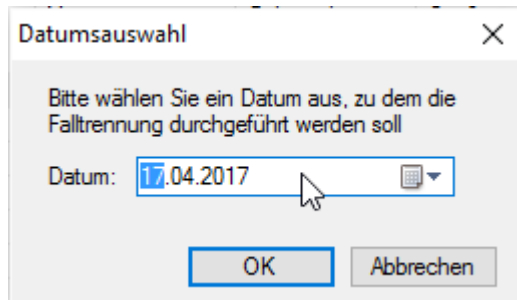 Datumsauswahl
Bitte wählen Sie ein Datum aus, zu dem die
Falltrennung durchgeführt werden soll
Datum: 17.04.2017
OK Abbrechen